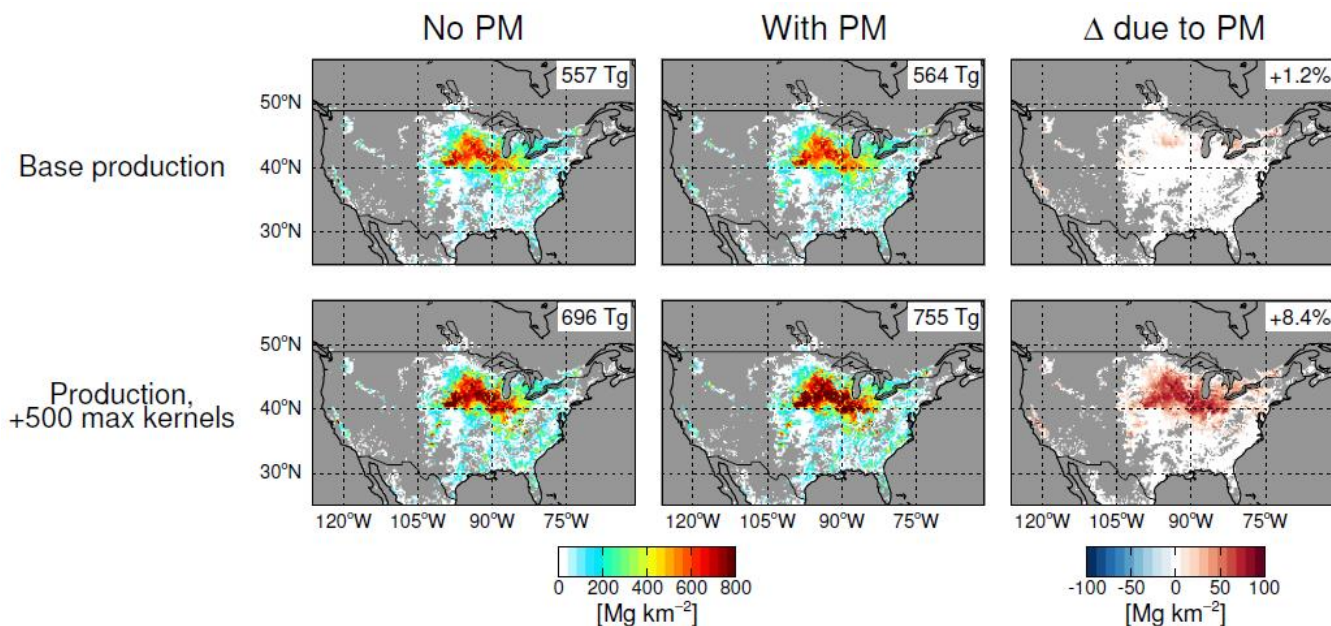 No PM
With PM
Δ due to PM
Base production
50°N
40°N
30°N
557 Tg
564 Tg
+1.2%
Production,
+500 max kernels
50°N
40°N
30°N
696 Tg
755 Tg
+8.4%
120°W 105°W 90°W 75°W
120°W 105°W 90°W 75°W
120°W 105°W 90°W 75°W
0 200 400 600 800
[Mg km⁻²]
-100 -50 0 50 100
[Mg km⁻²]